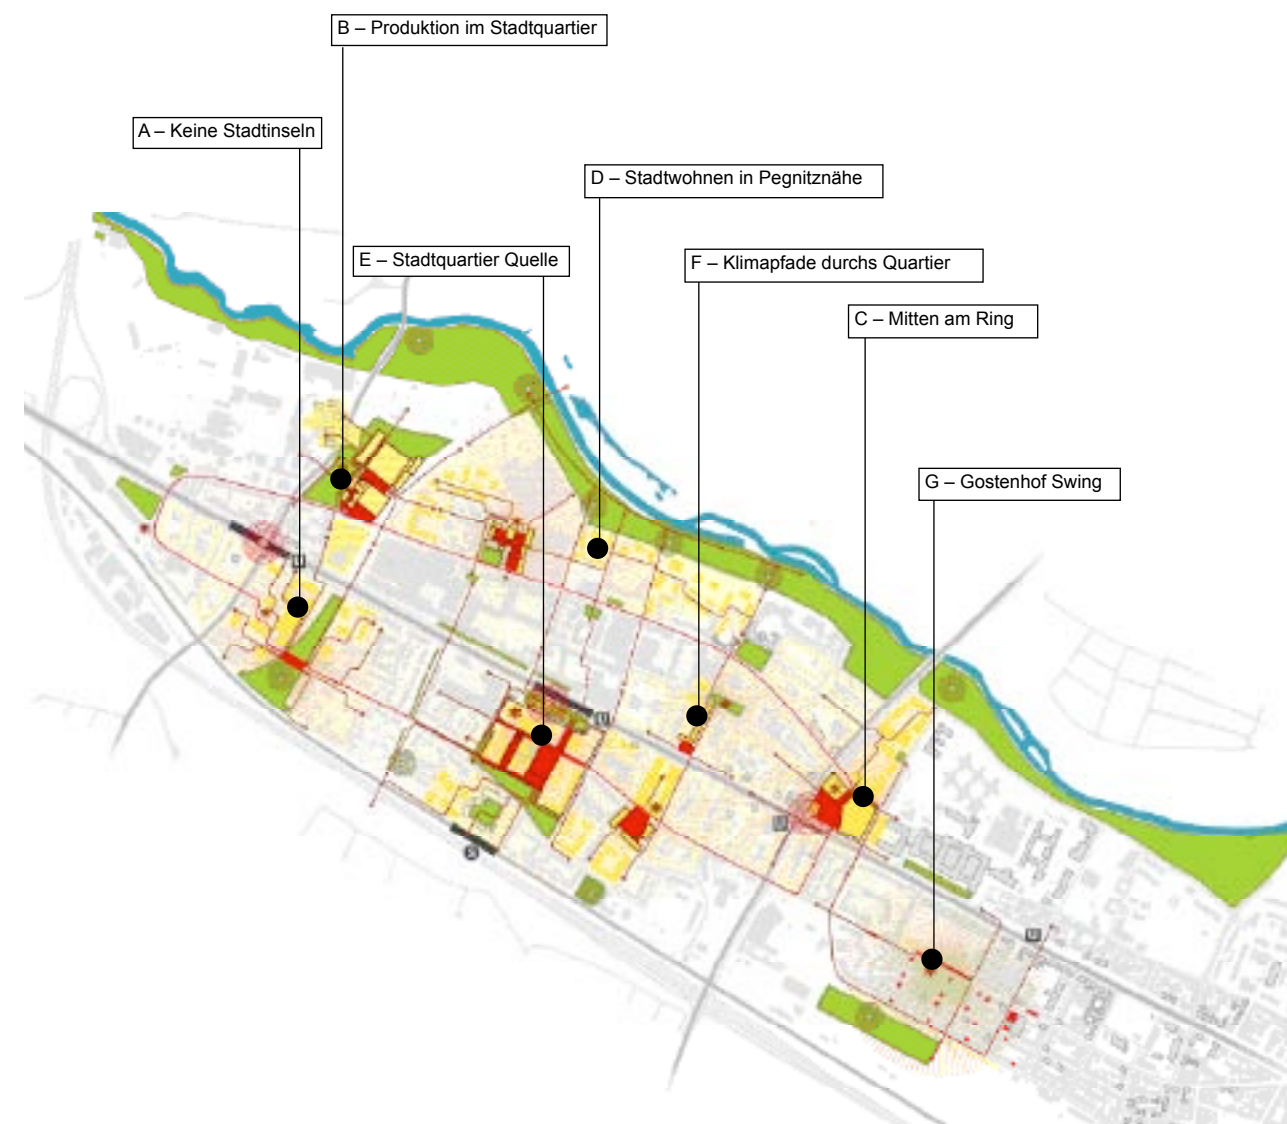 B – Produktion im Stadtquartier
A – Keine Stadtinseln
D – Stadtwohnen in Pegnitznähe
E – Stadtquartier Quelle
F – Klimapfade durchs Quartier
C – Mitten am Ring
G – Gostenhof Swing